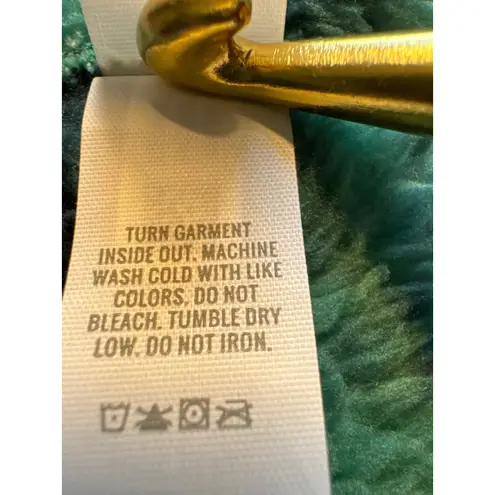 TURN GARMENT
INSIDE OUT. MACHINE
WASH COLD WITH LIKE
COLORS. DO NOT
BLEACH. TUMBLE DRY
LOW. DO NOT IRON.